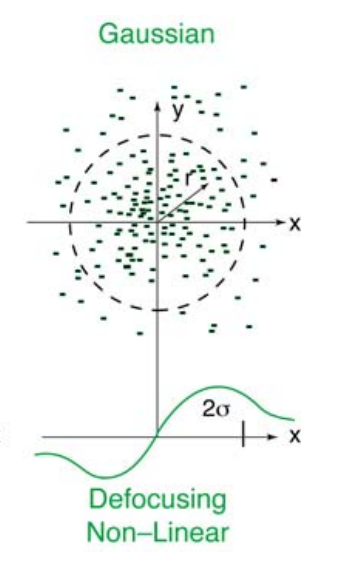 Gaussian
y
r
x
2σ
x
Defocusing
Non–Linear